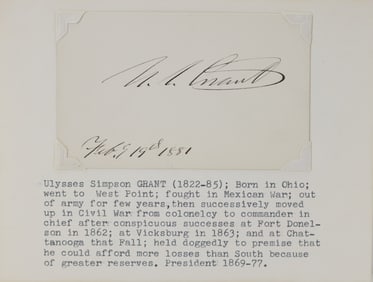 U. S. Grant
Feb. 19th 1881
Ulysses Simpson GRANT (1822-85); Born in Ohio;
went to West Point; fought in Mexican War; out
of army for few years,then successively moved
up in Civil War from coloneloy to commander in
chief after conspicuous successes at Fort Donel-
son in 1862; at Vicksburg in 1863; and at Chat-
tanooga that Fall; held doggedly to premise that
he could afford more losses than South because
of greater reserves. President 1869-77.